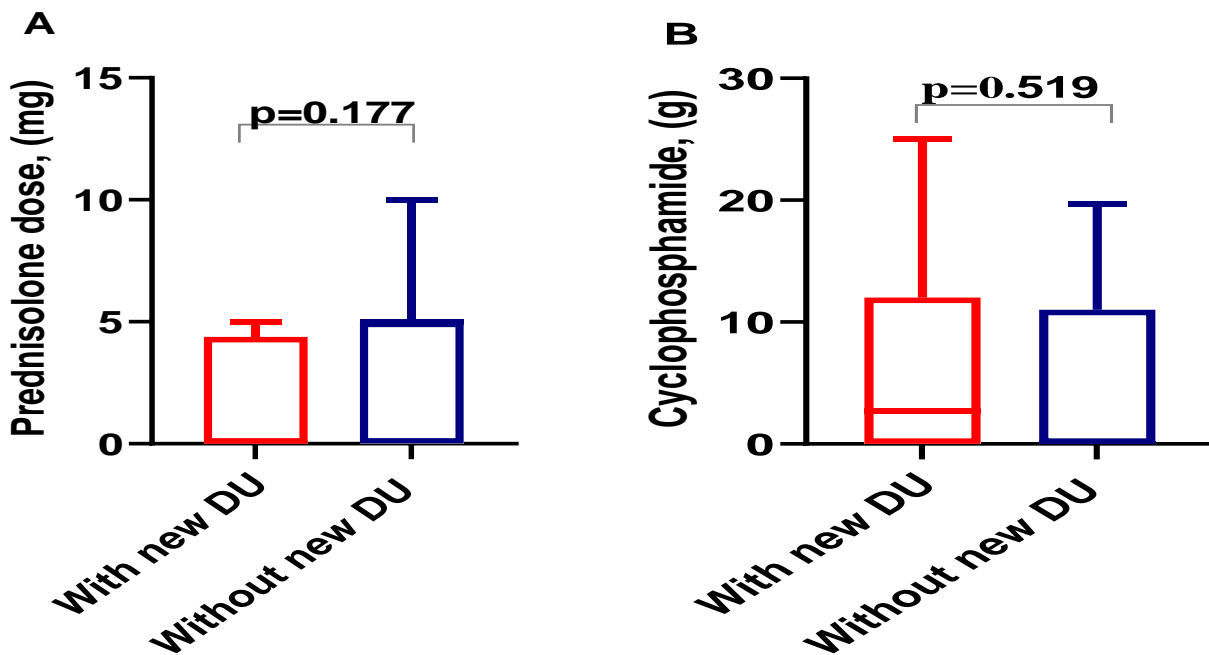 A
Prednisolone dose, (mg)
15
10
5
0
p=0.177
With new DU
Without new DU
B
Cyclophosphamide, (g)
30
20
10
0
p=0.519
With new DU
Without new DU